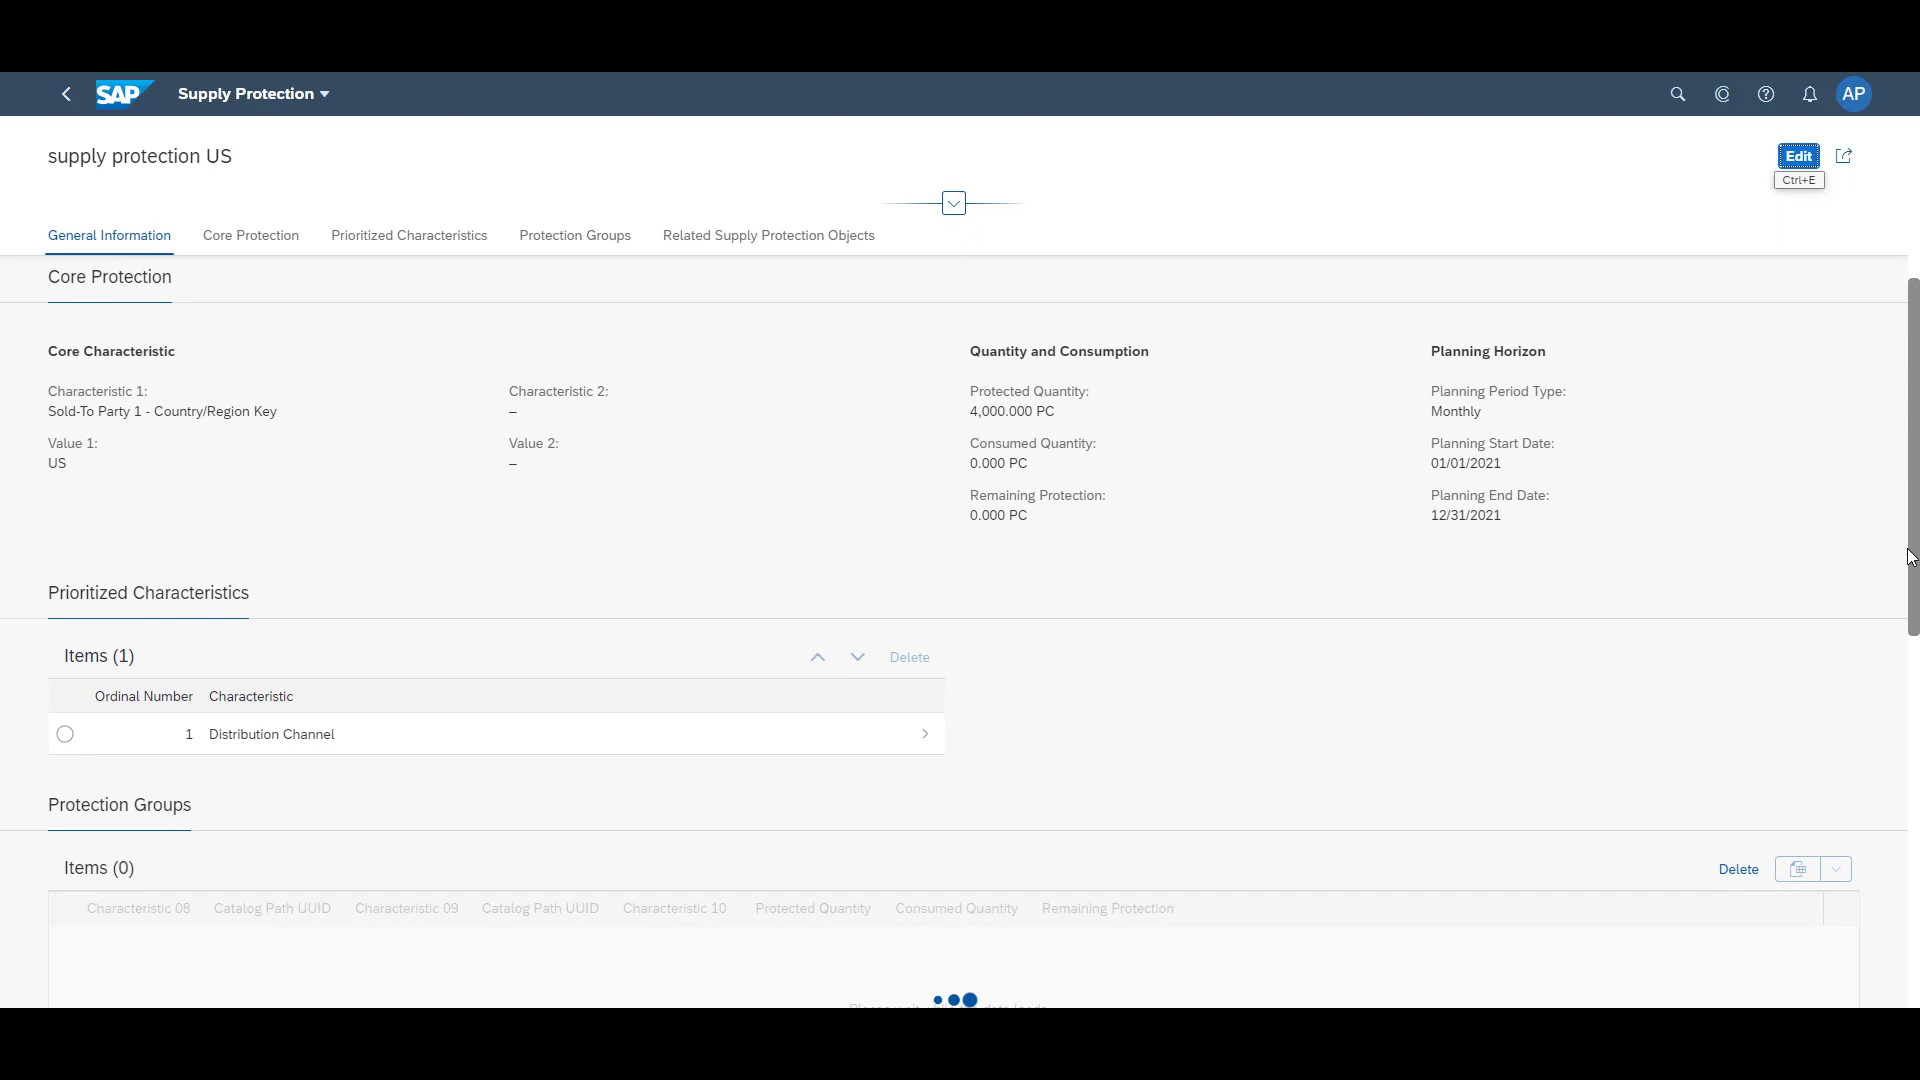 SAP
Supply Protection
AP
supply protection US
Edit
Ctrl+E
General Information
Core Protection
Prioritized Characteristics
Protection Groups
Related Supply Protection Objects
Core Protection
Core Characteristic
Quantity and Consumption
Planning Horizon
Characteristic 1:
Characteristic 2:
Protected Quantity:
Planning Period Type:
Sold-To Party 1 - Country/Region Key
–
4,000.000 PC
Monthly
Value 1:
Value 2:
Consumed Quantity:
Planning Start Date:
US
–
0.000 PC
01/01/2021
Remaining Protection:
Planning End Date:
0.000 PC
12/31/2021
Prioritized Characteristics
Items (1)
Delete
Ordinal Number
Characteristic
1
Distribution Channel
Protection Groups
Items (0)
Delete
Characteristic 08
Catalog Path UUID
Characteristic 09
Catalog Path UUID
Characteristic 10
Protected Quantity
Consumed Quantity
Remaining Protection